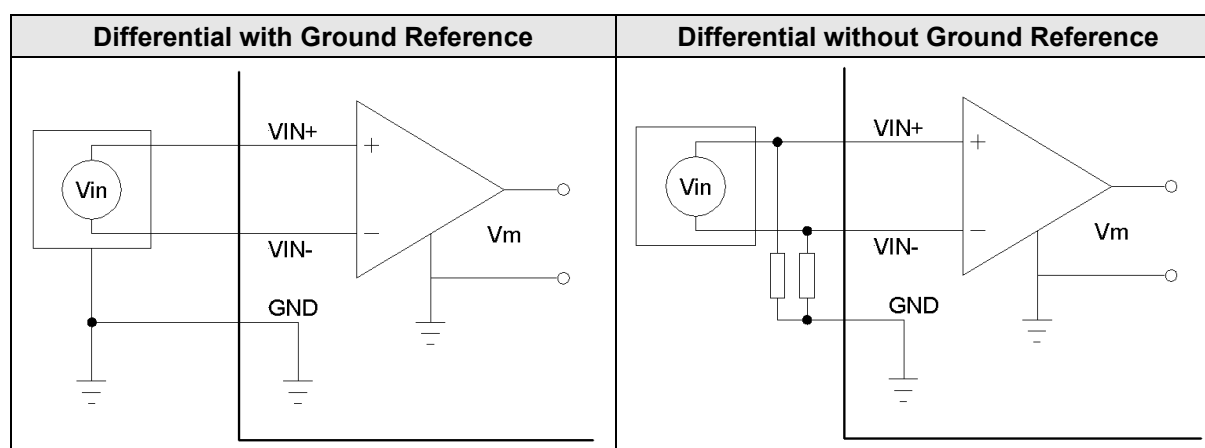 Differential with Ground Reference
Differential without Ground Reference
VIN+
+
Vin
−
VIN-
Vm
GND
VIN+
+
Vin
−
VIN-
Vm
GND